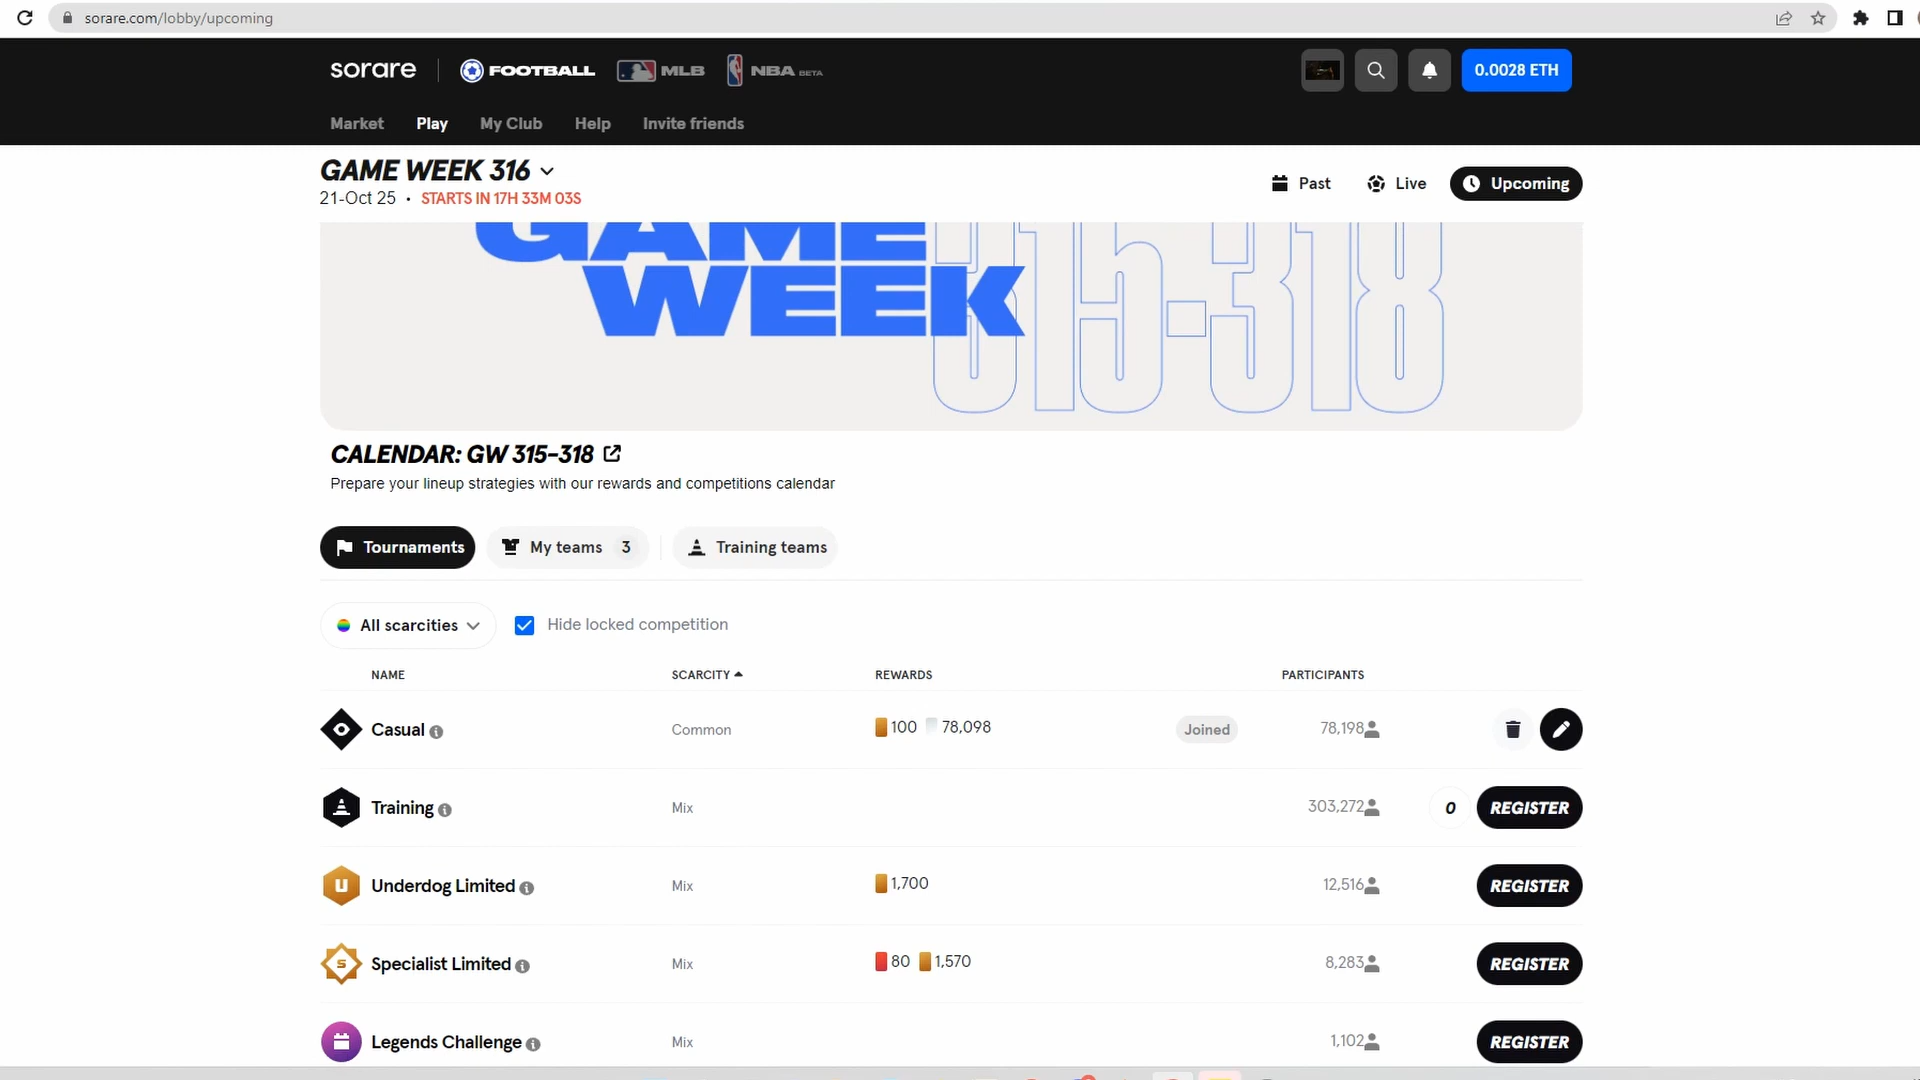 sorare.com/lobby/upcoming
sorare FOOTBALL MLB NBA BETA 0.0028 ETH
Market Play My Club Help Invite friends
GAME WEEK 316
21-Oct 25 • STARTS IN 17H 33M 03S
Past Live Upcoming
GAME
WEEK 315-318
CALENDAR: GW 315-318
Prepare your lineup strategies with our rewards and competitions calendar
Tournaments My teams 3 Training teams
All scarcities Hide locked competition
NAME SCARCITY REWARDS PARTICIPANTS
Casual Common 100 78,098 Joined 78,198
Training Mix 303,272 0 REGISTER
U Underdog Limited Mix 1,700 12,516 REGISTER
S Specialist Limited Mix 80 1,570 8,283 REGISTER
Legends Challenge Mix 1,102 REGISTER